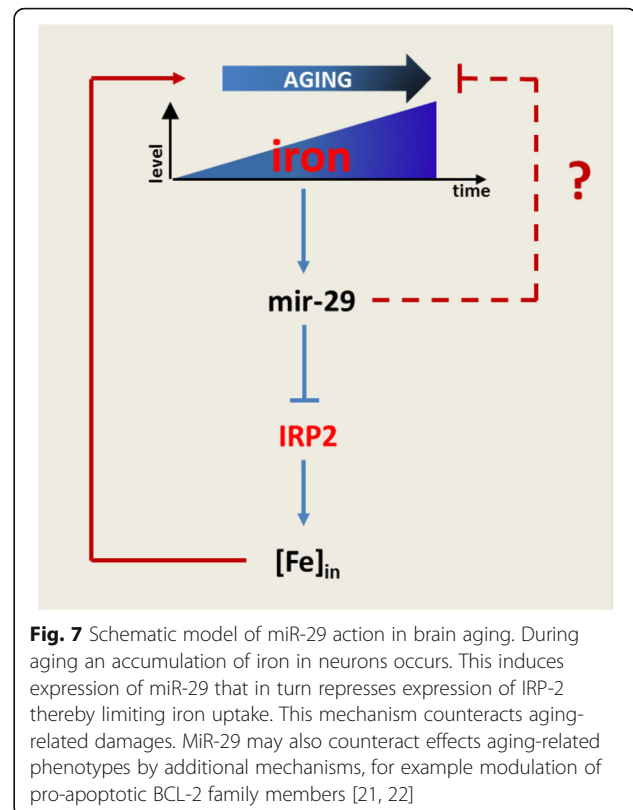 AGING
level
iron
time
?
mir-29
IRP2
[Fe]in
Fig. 7 Schematic model of miR-29 action in brain aging. During
aging an accumulation of iron in neurons occurs. This induces
expression of miR-29 that in turn represses expression of IRP-2
thereby limiting iron uptake. This mechanism counteracts aging-
related damages. MiR-29 may also counteract effects aging-related
phenotypes by additional mechanisms, for example modulation of
pro-apoptotic BCL-2 family members [21, 22]